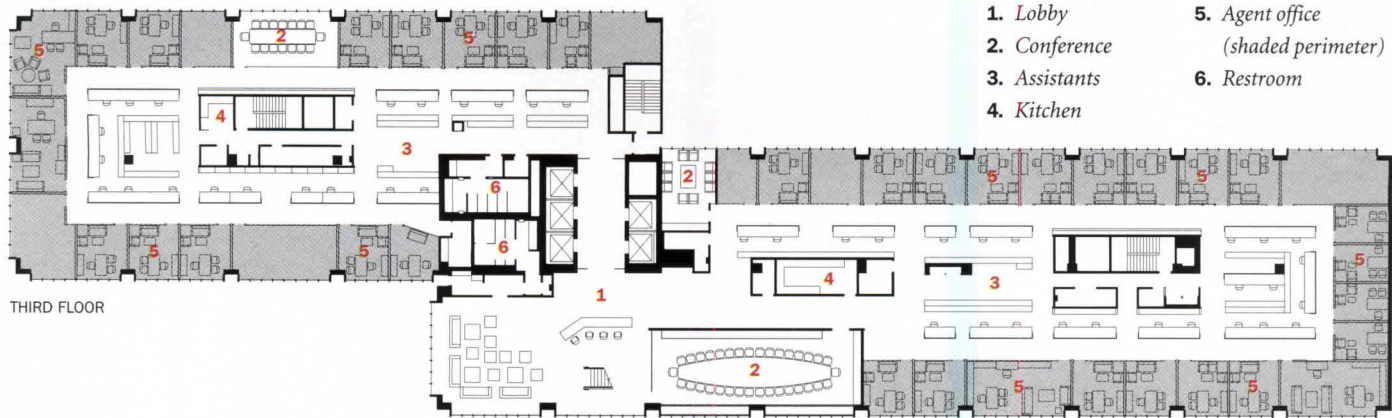 1. Lobby
2. Conference
3. Assistants
4. Kitchen
5. Agent office
(shaded perimeter)
6. Restroom
5 2 5
4
3
6
2 5 5
5 5 6
5
4 3
1
THIRD FLOOR
2 5 5